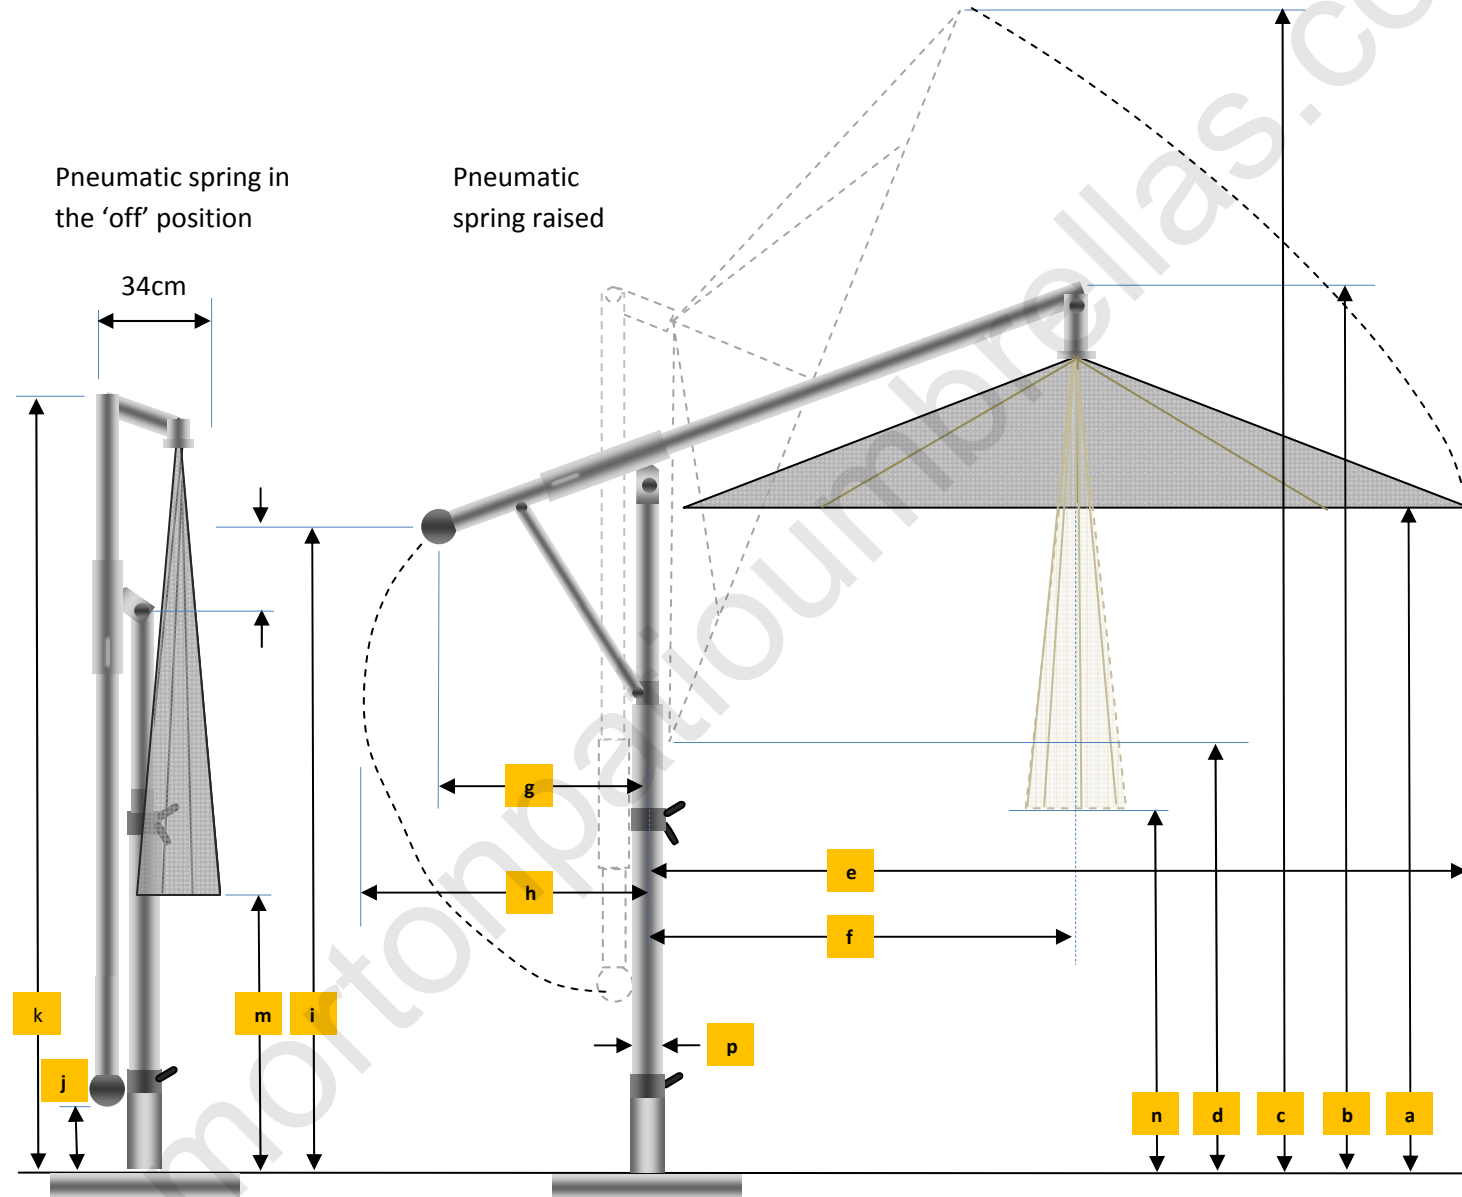 Pneumatic spring in
the ‘off’ position
Pneumatic
spring raised
34cm
g
h
e
f
k
m
i
j
p
n
d
c
b
a
mortonpatioumbrellas.co